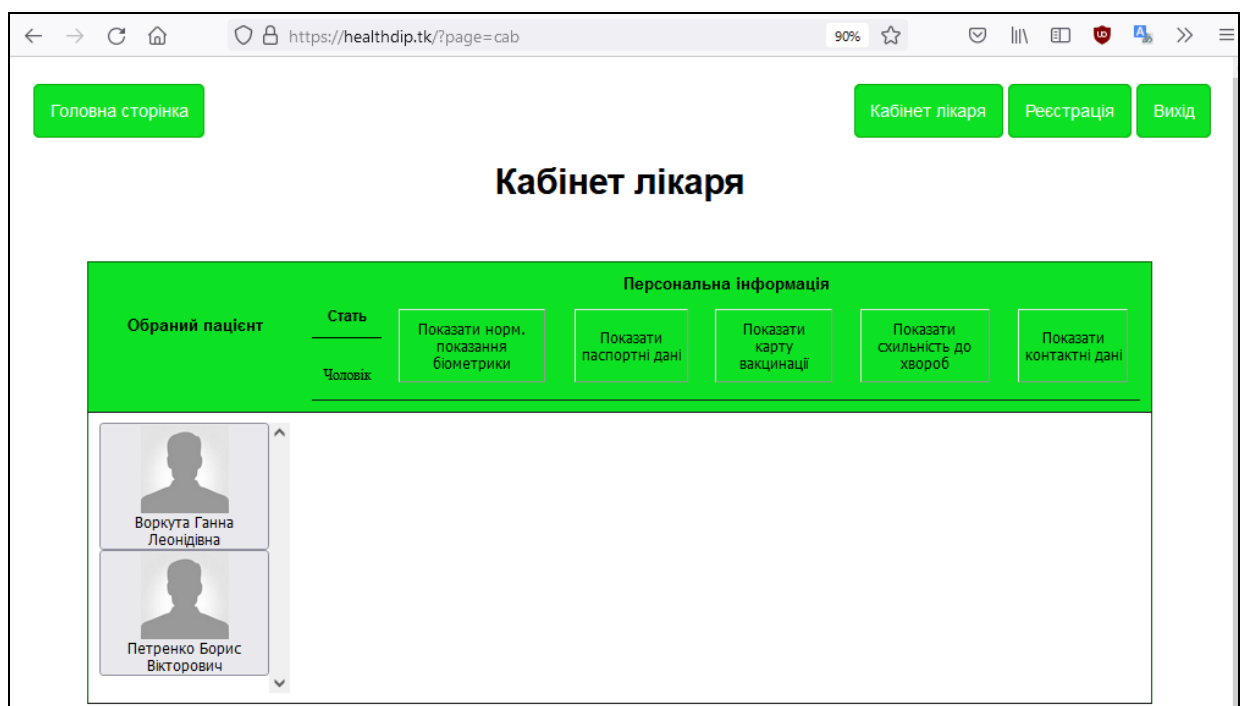 https://healthdip.tk/?page=cab
90%
Головна сторінка
Кабінет лікаря
Реєстрація
Вихід
Кабінет лікаря
Обраний пацієнт
Персональна інформація
Стать
Чоловік
Показати норм.
показання
біометрики
Показати
паспортні дані
Показати
карту
вакцинації
Показати
схильність до
хвороб
Показати
контактні дані
Воркута Ганна
Леонідівна
Петренко Борис
Вікторович